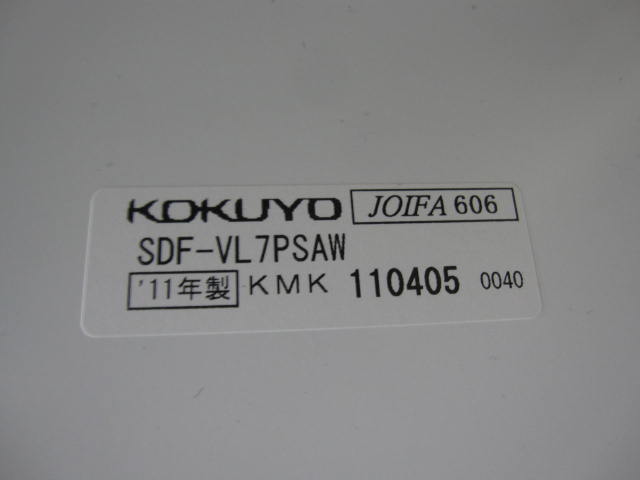 KOKUYO JOIFA 606
SDF-VL7PSAW
'11年製 KMK 110405 0040